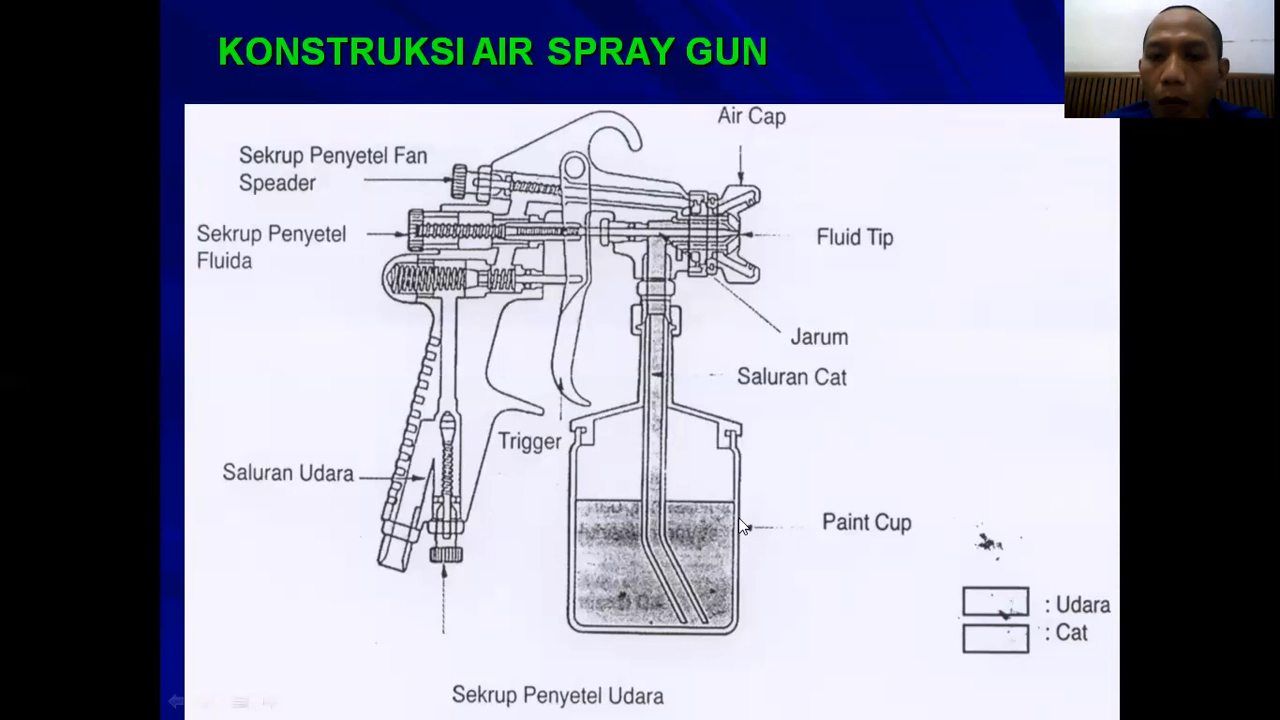 KONSTRUKSI AIR SPRAY GUN
Air Cap
Sekrup Penyetel Fan
Speader
Sekrup Penyetel
Fluida
Fluid Tip
Jarum
Saluran Cat
Trigger
Saluran Udara
Paint Cup
: Udara
: Cat
Sekrup Penyetel Udara